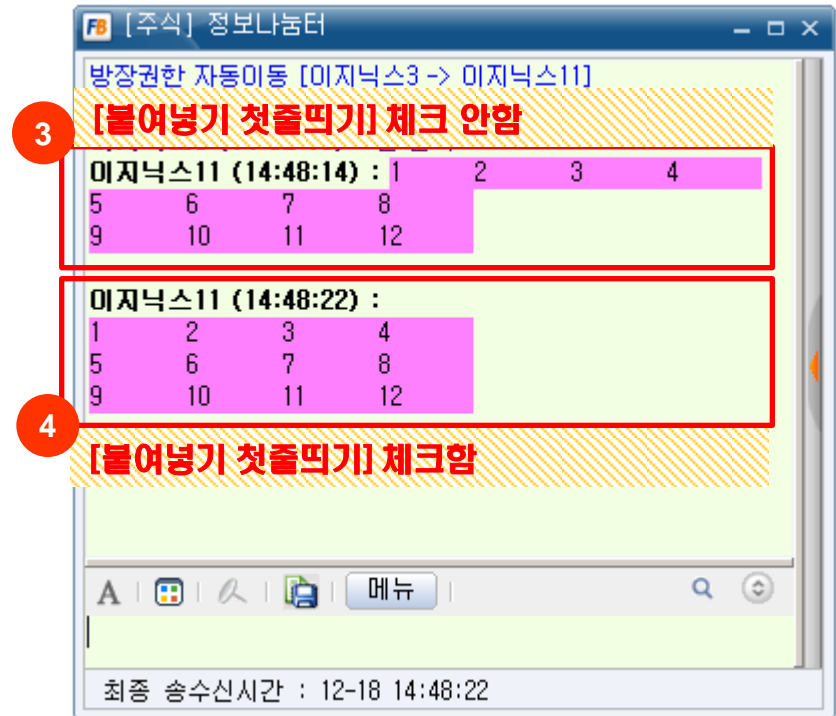 FB [주식] 정보나눔터
방장권한 자동이동 [이지닉스3 -> 이지닉스11]
3
[붙여넣기 첫줄띄기] 체크 안함
이지닉스11 (14:48:14) : 1 2 3 4
5 6 7 8
9 10 11 12
이지닉스11 (14:48:22) :
1 2 3 4
5 6 7 8
9 10 11 12
4
[붙여넣기 첫줄띄기] 체크함
A 메뉴
최종 송수신시간 : 12-18 14:48:22